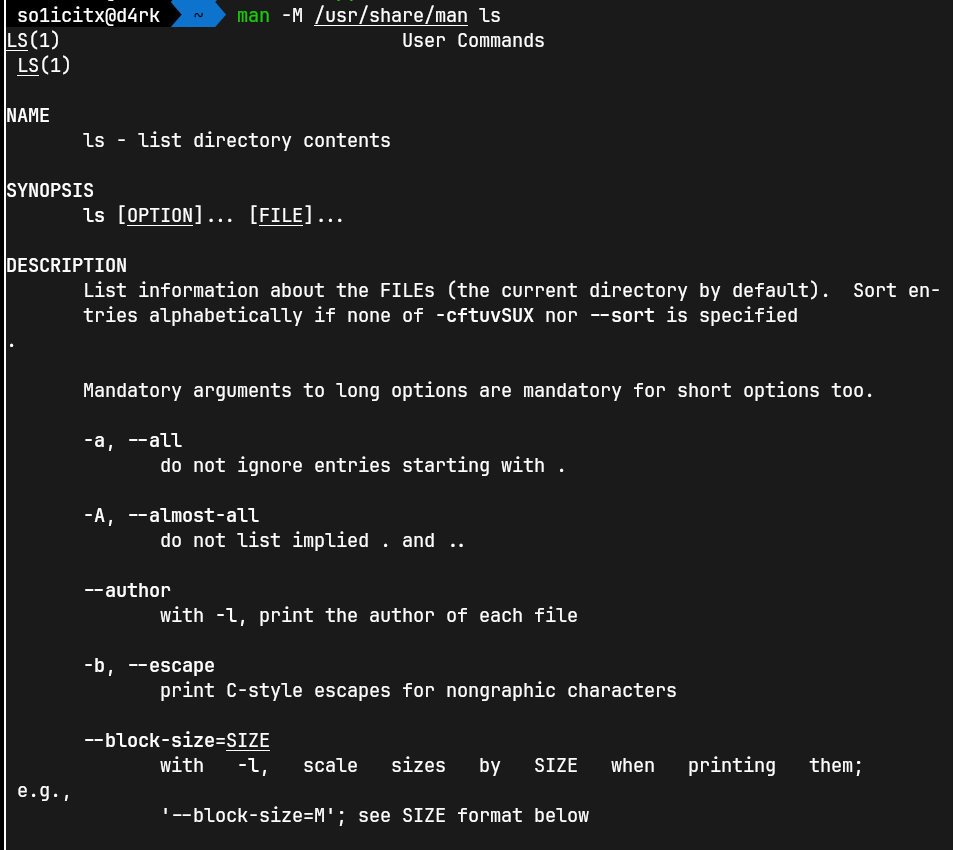 so1icitx@d4rk ~ man -M /usr/share/man ls
LS(1) User Commands
LS(1)
NAME
ls - list directory contents
SYNOPSIS
ls [OPTION]... [FILE]...
DESCRIPTION
List information about the FILEs (the current directory by default). Sort en-
tries alphabetically if none of -cftuvSUX nor --sort is specified
.
Mandatory arguments to long options are mandatory for short options too.
-a, --all
do not ignore entries starting with .
-A, --almost-all
do not list implied . and ..
--author
with -l, print the author of each file
-b, --escape
print C-style escapes for nongraphic characters
--block-size=SIZE
with -l, scale sizes by SIZE when printing them;
e.g.,
'--block-size=M'; see SIZE format below